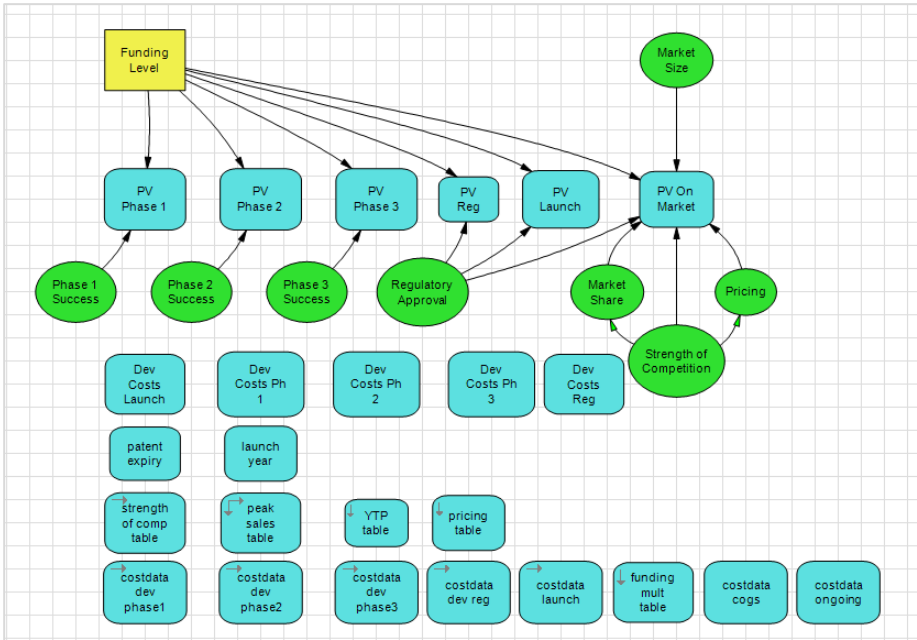 Funding
Level
Market
Size
PV
Phase 1
PV
Phase 2
PV
Phase 3
PV
Reg
PV
Launch
PV On
Market
Phase 1
Success
Phase 2
Success
Phase 3
Success
Regulatory
Approval
Market
Share
Pricing
Strength of
Competition
Dev
Costs
Launch
Dev
Costs Ph
1
Dev
Costs Ph
2
Dev
Costs Ph
3
Dev
Costs
Reg
patent
expiry
launch
year
strength
of comp
table
peak
sales
table
YTP
table
pricing
table
costdata
dev
phase1
costdata
dev
phase2
costdata
dev
phase3
costdata
dev reg
costdata
launch
funding
mult
table
costdata
cogs
costdata
ongoing